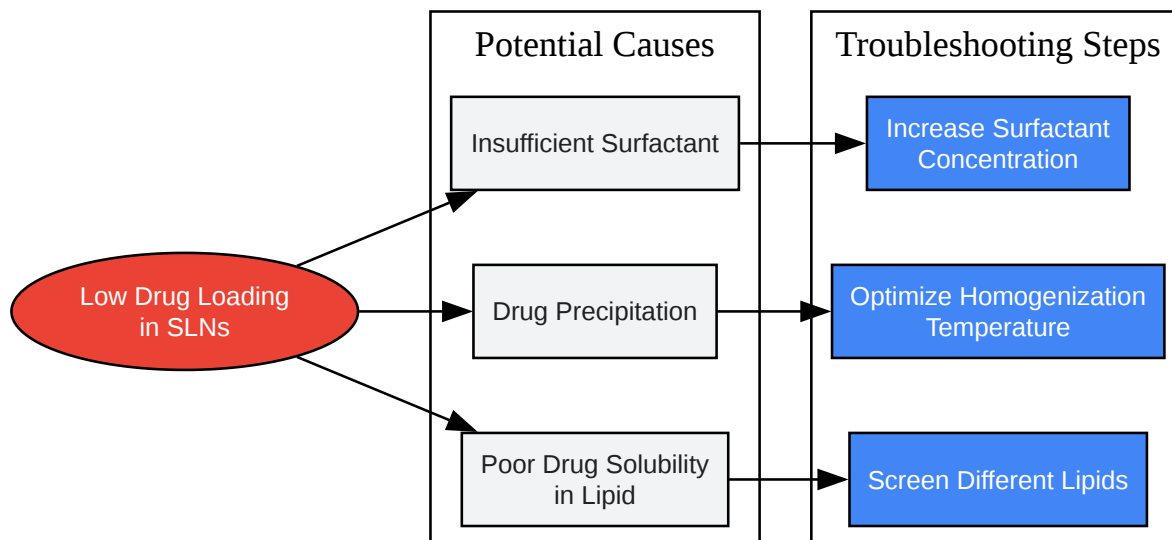 Potential Causes
Troubleshooting Steps
Insufficient Surfactant
Increase Surfactant
Concentration
Low Drug Loading
in SLNs
Drug Precipitation
Optimize Homogenization
Temperature
Poor Drug Solubility
in Lipid
Screen Different Lipids